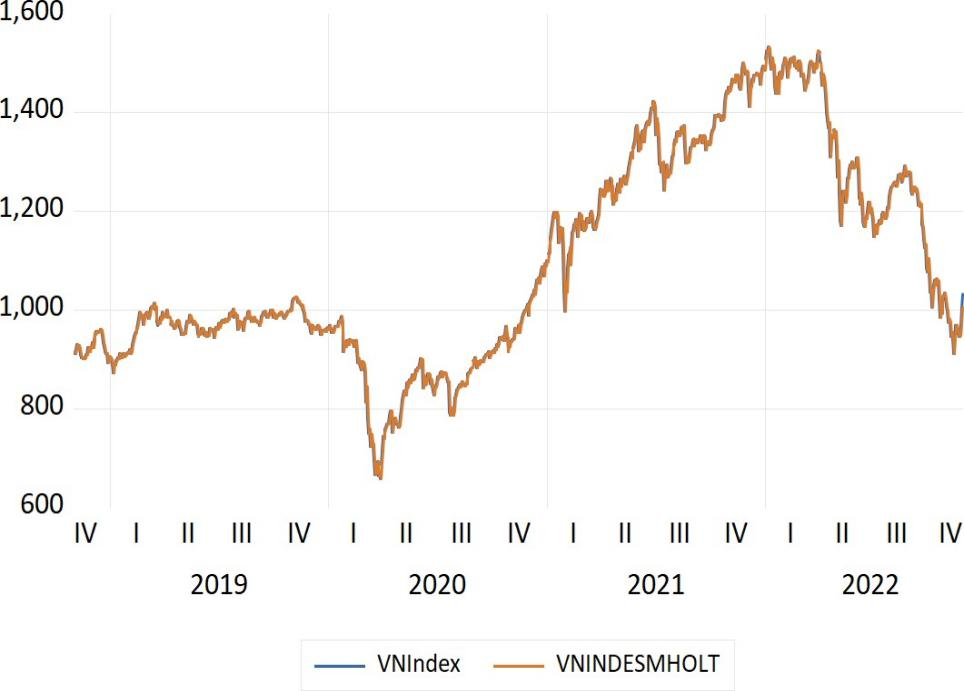 1,600
1,400
1,200
1,000
800
600
IV I II III IV I II III IV I II III IV I II III IV
2019 2020 2021 2022
VNIndex VNINDESMHOLT